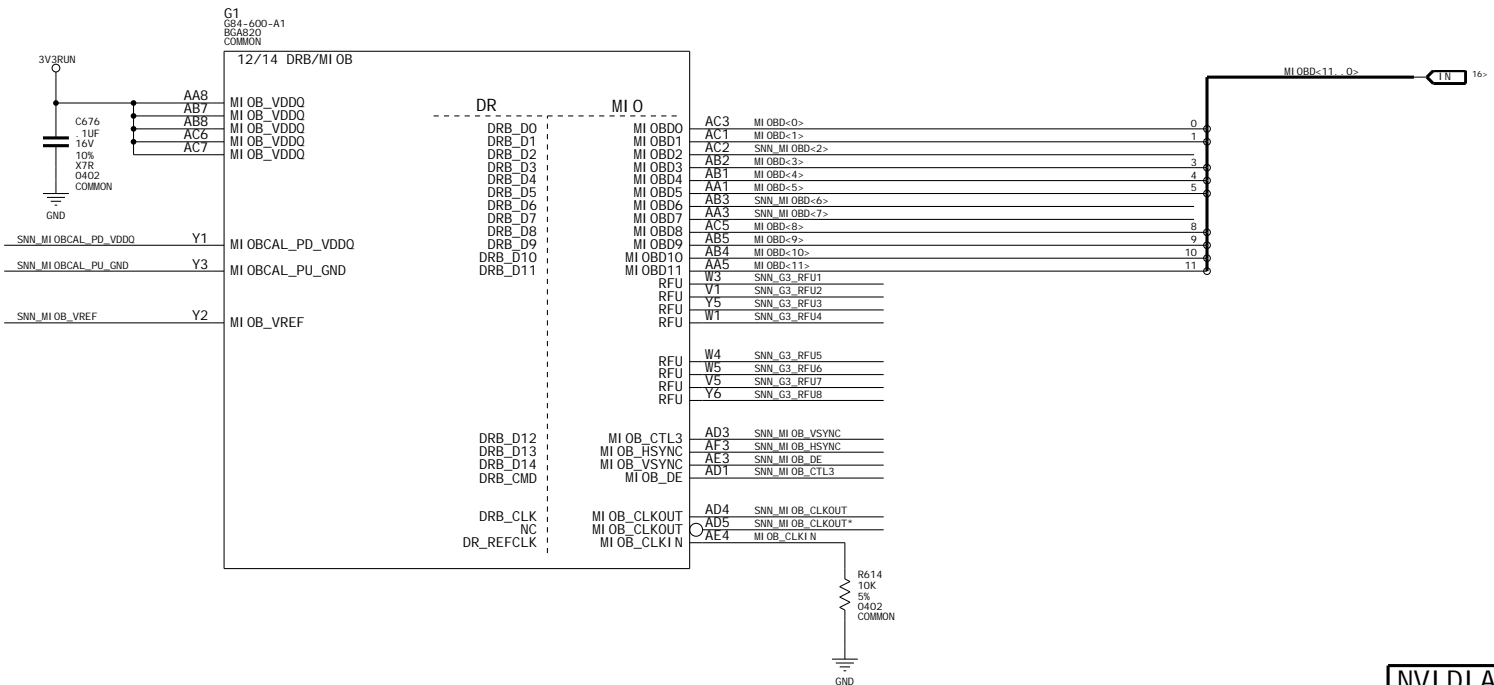 G1
G84-600-A1
BGA820
COMMON
12/14 DRB/MIOB
3V3RUN
C676
.1UF
16V
10%
X7R
0402
COMMON
GND
AA8 MIOB_VDDQ
AB7 MIOB_VDDQ
AB8 MIOB_VDDQ
AC6 MIOB_VDDQ
AC7 MIOB_VDDQ
SNN_MIOBCAL_PD_VDDQ Y1 MIOBCAL_PD_VDDQ
SNN_MIOBCAL_PU_GND Y3 MIOBCAL_PU_GND
SNN_MIOB_VREF Y2 MIOB_VREF
DR MIO
DRB_D0 MIOBD0 AC3 MIOBD<0> 0
DRB_D1 MIOBD1 AC1 MIOBD<1> 1
DRB_D2 MIOBD2 AC2 SNN_MIOBD<2>
DRB_D3 MIOBD3 AB2 MIOBD<3> 3
DRB_D4 MIOBD4 AB1 MIOBD<4> 4
DRB_D5 MIOBD5 AA1 MIOBD<5> 5
DRB_D6 MIOBD6 AB3 SNN_MIOBD<6>
DRB_D7 MIOBD7 AA3 SNN_MIOBD<7>
DRB_D8 MIOBD8 AC5 MIOBD<8> 8
DRB_D9 MIOBD9 AB5 MIOBD<9> 9
DRB_D10 MIOBD10 AB4 MIOBD<10> 10
DRB_D11 MIOBD11 AA5 MIOBD<11> 11
RFU W3 SNN_G3_RFU1
RFU V1 SNN_G3_RFU2
RFU Y5 SNN_G3_RFU3
RFU W1 SNN_G3_RFU4
RFU W4 SNN_G3_RFU5
RFU W5 SNN_G3_RFU6
RFU V5 SNN_G3_RFU7
RFU Y6 SNN_G3_RFU8
DRB_D12 MIOB_CTL3 AD3 SNN_MIOB_VSYNC
DRB_D13 MIOB_HSYNC AF3 SNN_MIOB_HSYNC
DRB_D14 MIOB_VSYNC AE3 SNN_MIOB_DE
DRB_CMD MIOB_DE AD1 SNN_MIOB_CTL3
DRB_CLK MIOB_CLKOUT AD4 SNN_MIOB_CLKOUT
NC MIOB_CLKOUT AD5 SNN_MIOB_CLKOUT*
DR_REFCLK MIOB_CLKIN AE4 MIOB_CLKIN
MIOBD<11..0> IN 16>
R614
10K
5%
0402
COMMON
GND
NVIDIA